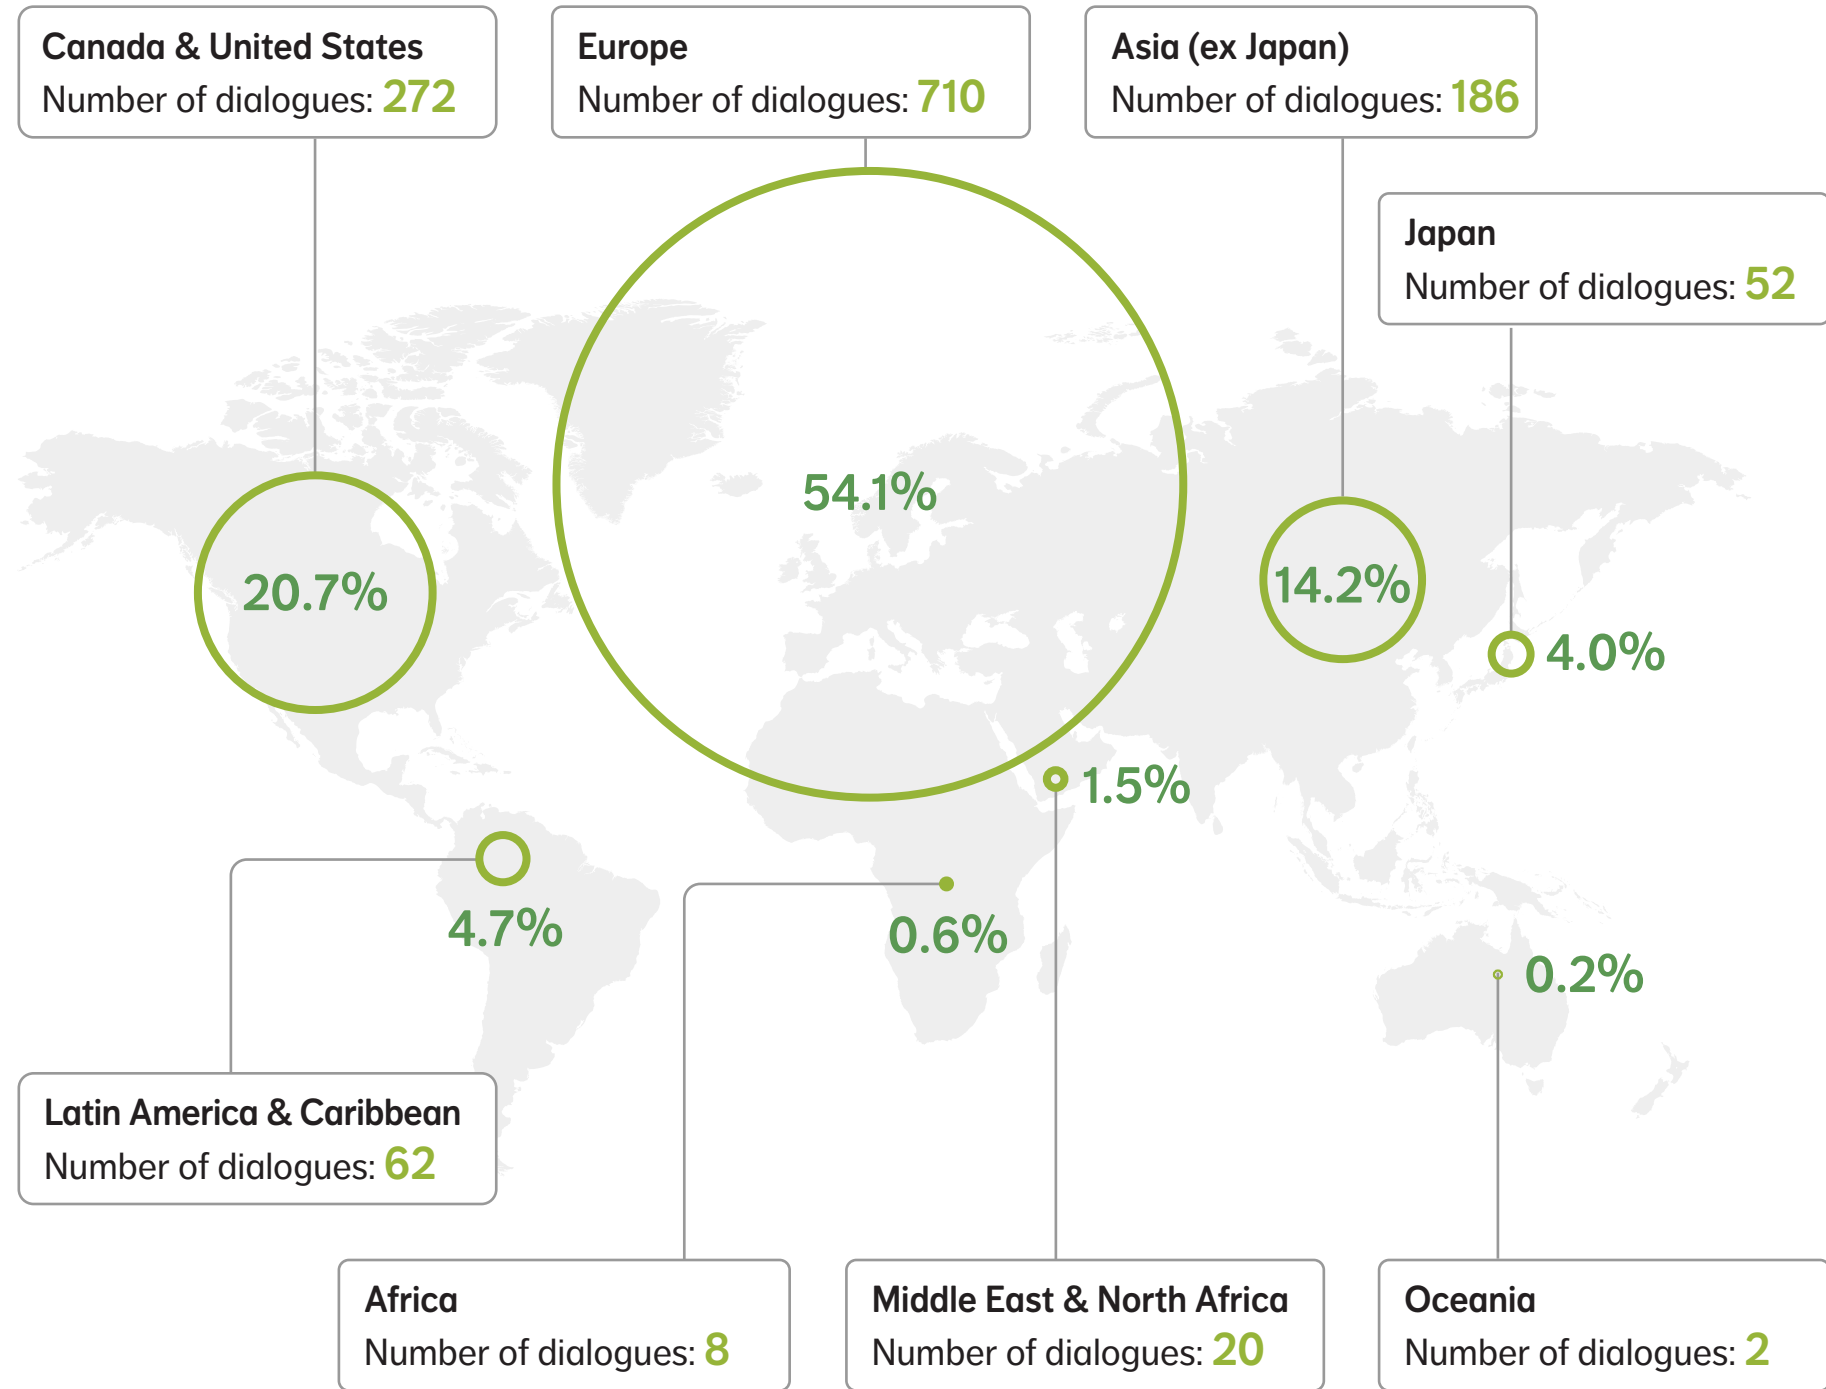 Canada & United States
Number of dialogues: 272
Europe
Number of dialogues: 710
Asia (ex Japan)
Number of dialogues: 186
Japan
Number of dialogues: 52
54.1%
20.7%
14.2%
4.0%
1.5%
4.7%
0.6%
0.2%
Latin America & Caribbean
Number of dialogues: 62
Africa
Number of dialogues: 8
Middle East & North Africa
Number of dialogues: 20
Oceania
Number of dialogues: 2